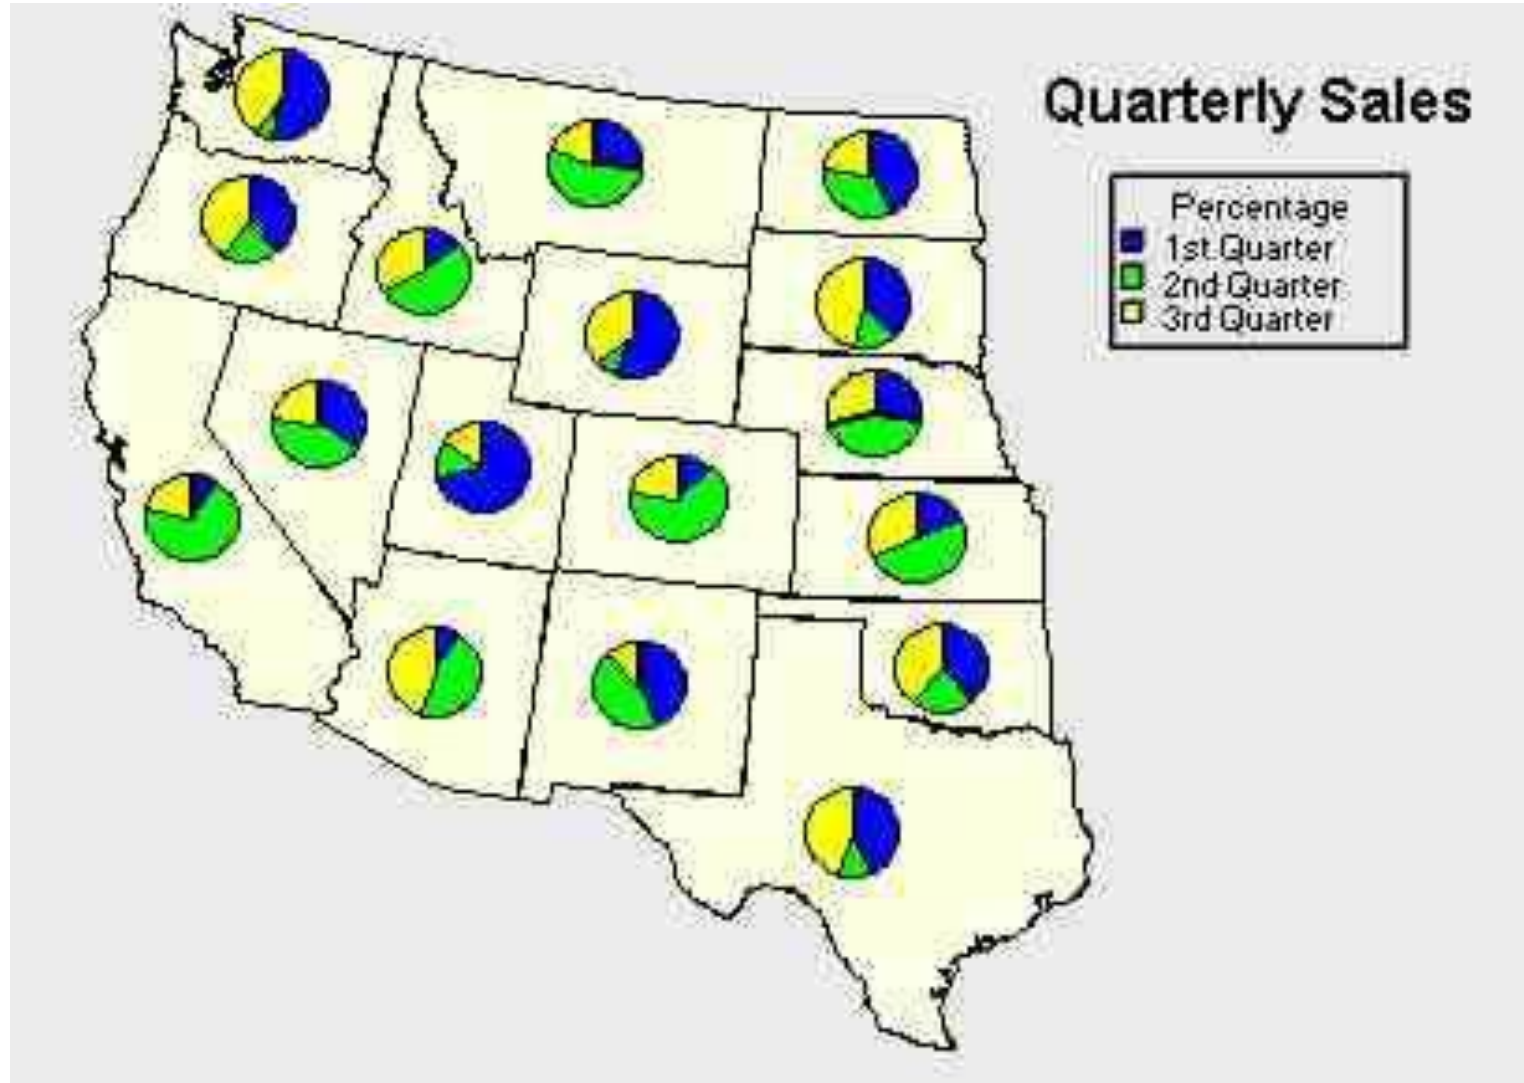 Quarterly Sales
Percentage
1st Quarter
2nd Quarter
3rd Quarter